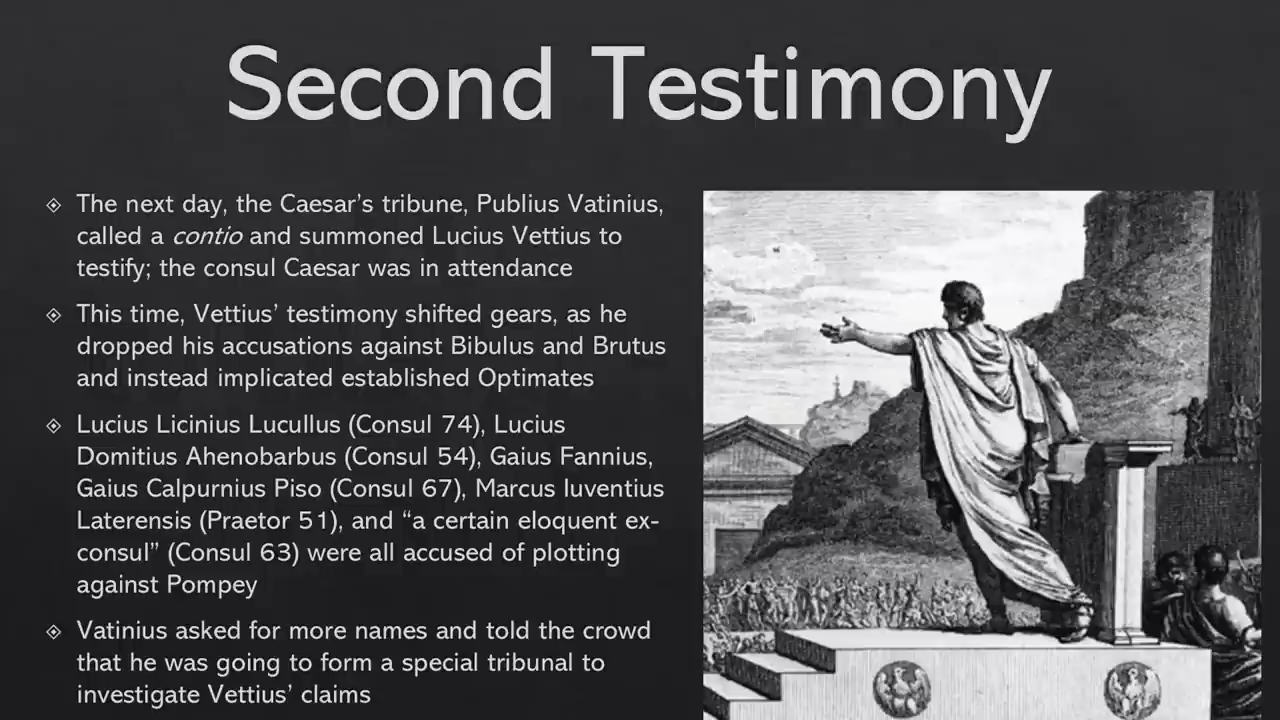 Second Testimony
The next day, the Caesar's tribune, Publius Vatinius,
called a contio and summoned Lucius Vettius to
testify; the consul Caesar was in attendance
This time, Vettius' testimony shifted gears, as he
dropped his accusations against Bibulus and Brutus
and instead implicated established Optimates
Lucius Licinius Lucullus (Consul 74), Lucius
Domitius Ahenobarbus (Consul 54), Gaius Fannius,
Gaius Calpurnius Piso (Consul 67), Marcus Iuventius
Laterensis (Praetor 51), and “a certain eloquent ex-
consul” (Consul 63) were all accused of plotting
against Pompey
Vatinius asked for more names and told the crowd
that he was going to form a special tribunal to
investigate Vettius' claims